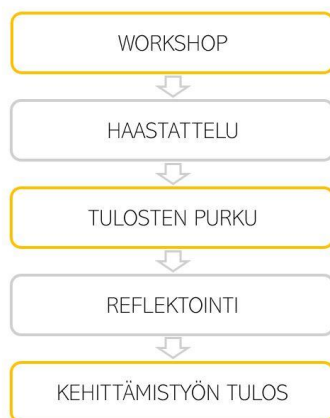 WORKSHOP
HAASTATTELU
TULOSTEN PURKU
REFLEKTOINTI
KEHITTÄMISTYÖN TULOS